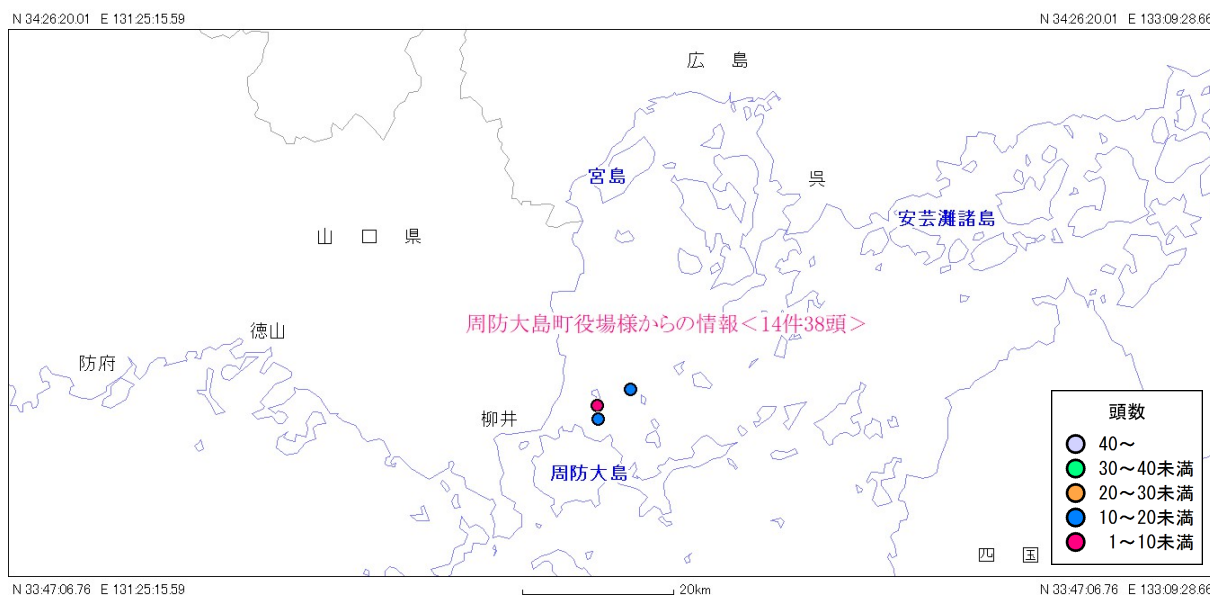 N 34:26:20.01 E 131:25:15.59
N 34:26:20.01 E 133:09:28.66
広 島
宮島
呉
安芸灘諸島
山 口 県
周防大島町役場様からの情報＜14件38頭＞
徳山
防府
柳井
周防大島
頭数
40～
30～40未満
20～30未満
10～20未満
1～10未満
四 国
N 33:47:06.76 E 131:25:15.59
20km
N 33:47:06.76 E 133:09:28.66